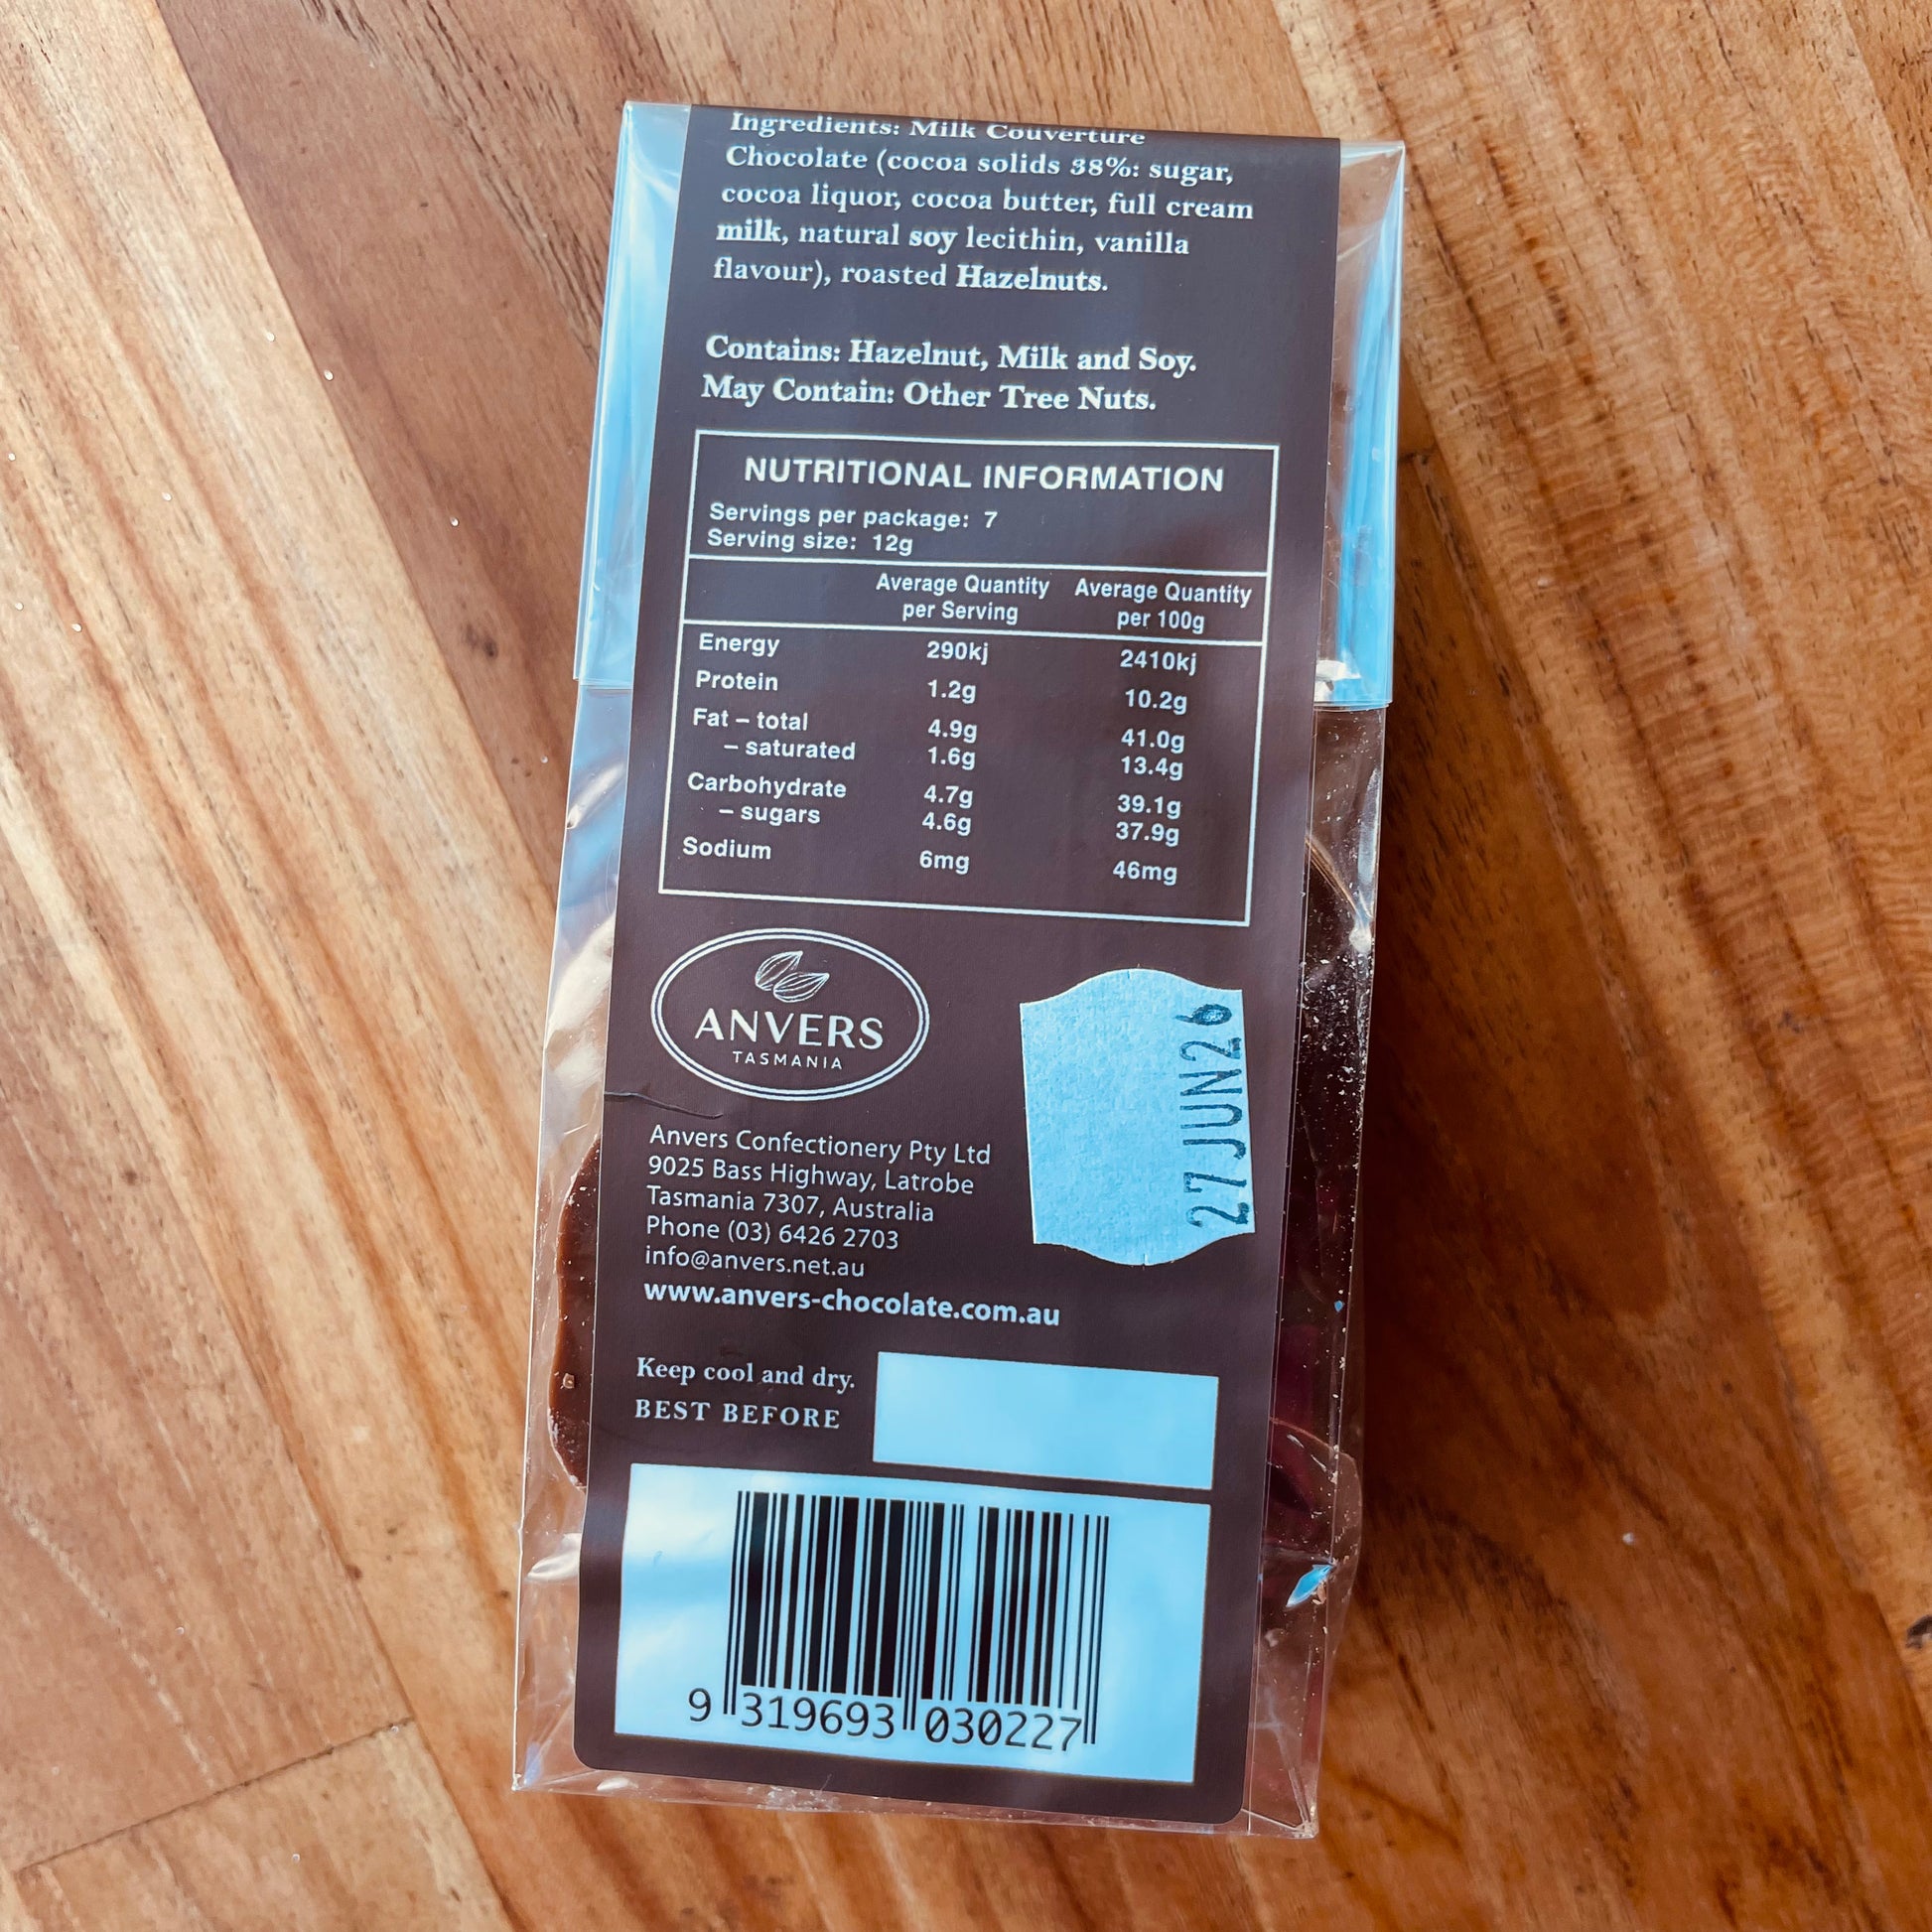 Ingredients: Milk Couverture
Chocolate (cocoa solids 38%: sugar,
cocoa liquor, cocoa butter, full cream
milk, natural soy lecithin, vanilla
flavour), roasted Hazelnuts.
Contains: Hazelnut, Milk and Soy.
May Contain: Other Tree Nuts.
NUTRITIONAL INFORMATION
Servings per package: 7
Serving size: 12g
Average Quantity per Serving Average Quantity per 100g
Energy 290kj 2410kj
Protein 1.2g 10.2g
Fat – total 4.9g 41.0g
– saturated 1.6g 13.4g
Carbohydrate 4.7g 39.1g
– sugars 4.6g 37.9g
Sodium 6mg 46mg
ANVERS
TASMANIA
27 JUN 26
Anvers Confectionery Pty Ltd
9025 Bass Highway, Latrobe
Tasmania 7307, Australia
Phone (03) 6426 2703
info@anvers.net.au
www.anvers-chocolate.com.au
Keep cool and dry.
BEST BEFORE
9 319693 030227